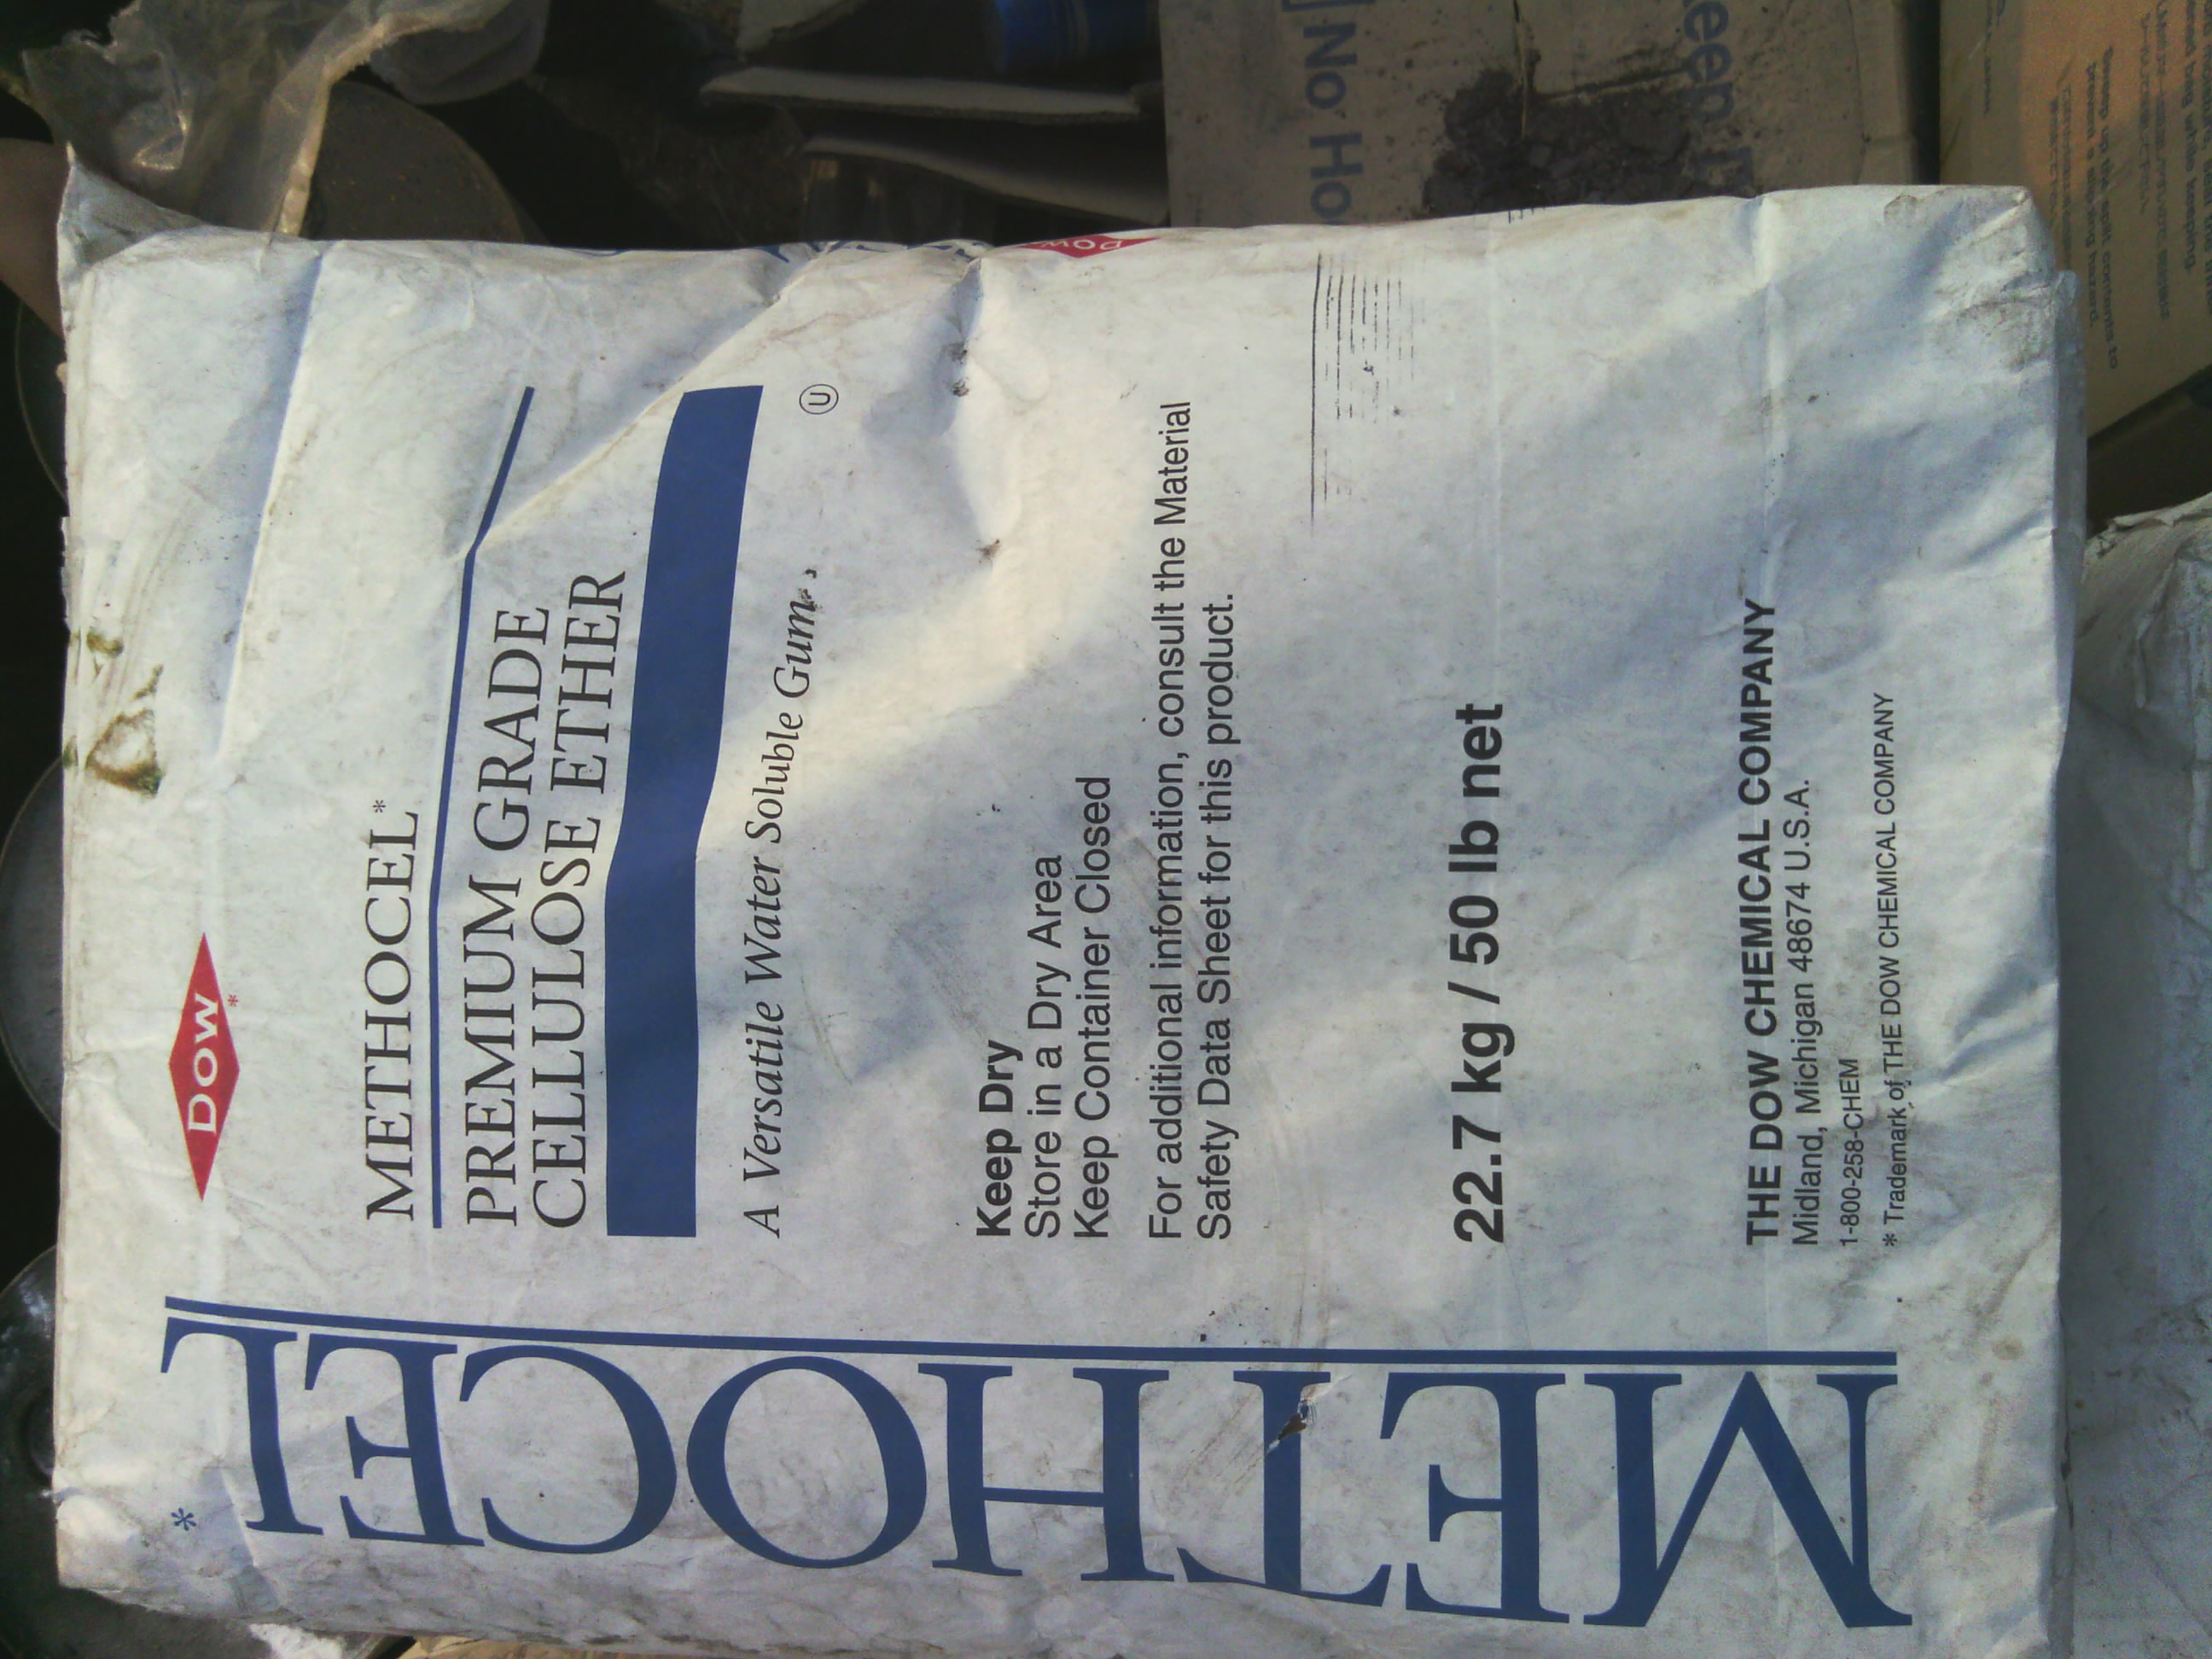 DOW*
METHOCEL*
PREMIUM GRADE
CELLULOSE ETHER
A Versatile Water Soluble Gum
U
Keep Dry
Store in a Dry Area
Keep Container Closed
For additional information, consult the Material
Safety Data Sheet for this product.
22.7 kg / 50 lb net
THE DOW CHEMICAL COMPANY
Midland, Michigan 48674 U.S.A.
1-800-258-CHEM
* Trademark of THE DOW CHEMICAL COMPANY
METHOCEL*
DOW
No